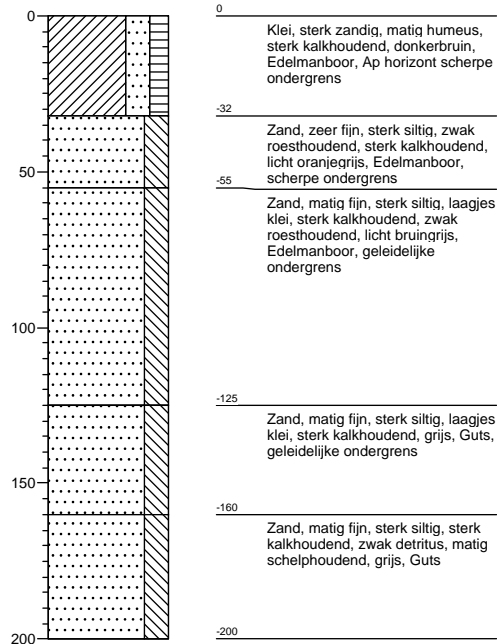 0
50
100
150
200
0
Klei, sterk zandig, matig humeus,
sterk kalkhoudend, donkerbruin,
Edelmanboor, Ap horizont scherpe
ondergrens
-32
Zand, zeer fijn, sterk siltig, zwak
roesthoudend, sterk kalkhoudend,
licht oranjegrijs, Edelmanboor,
scherpe ondergrens
-55
Zand, matig fijn, sterk siltig, laagjes
klei, sterk kalkhoudend, zwak
roesthoudend, licht bruingrijs,
Edelmanboor, geleidelijke
ondergrens
-125
Zand, matig fijn, sterk siltig, laagjes
klei, sterk kalkhoudend, grijs, Guts,
geleidelijke ondergrens
-160
Zand, matig fijn, sterk siltig, sterk
kalkhoudend, zwak detritus, matig
schelphoudend, grijs, Guts
-200